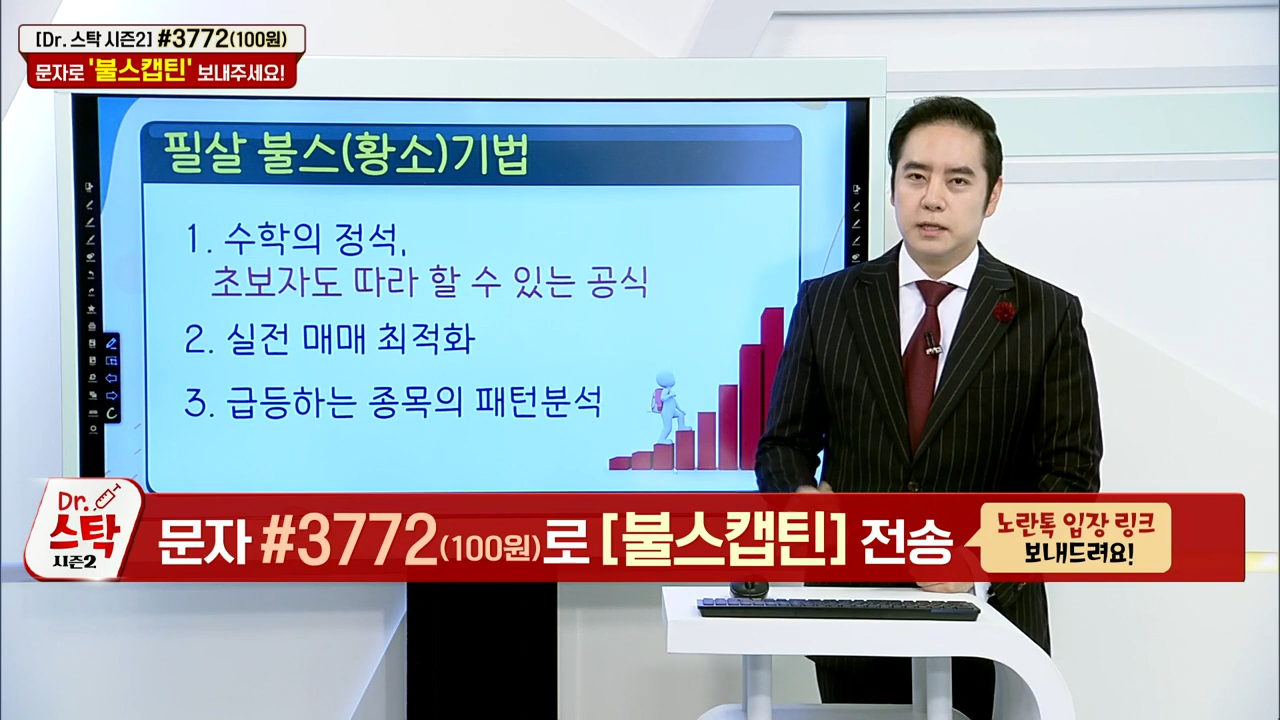 [Dr. 스탁 시즌2] #3772(100원)
문자로 '불스캡틴' 보내주세요!
필살 불스(황소)기법
1. 수학의 정석,
초보자도 따라 할 수 있는 공식
2. 실전 매매 최적화
3. 급등하는 종목의 패턴분석
Dr.
스탁
시즌2
문자 #3772(100원)로 [불스캡틴] 전송
노란톡 입장 링크
보내드려요!